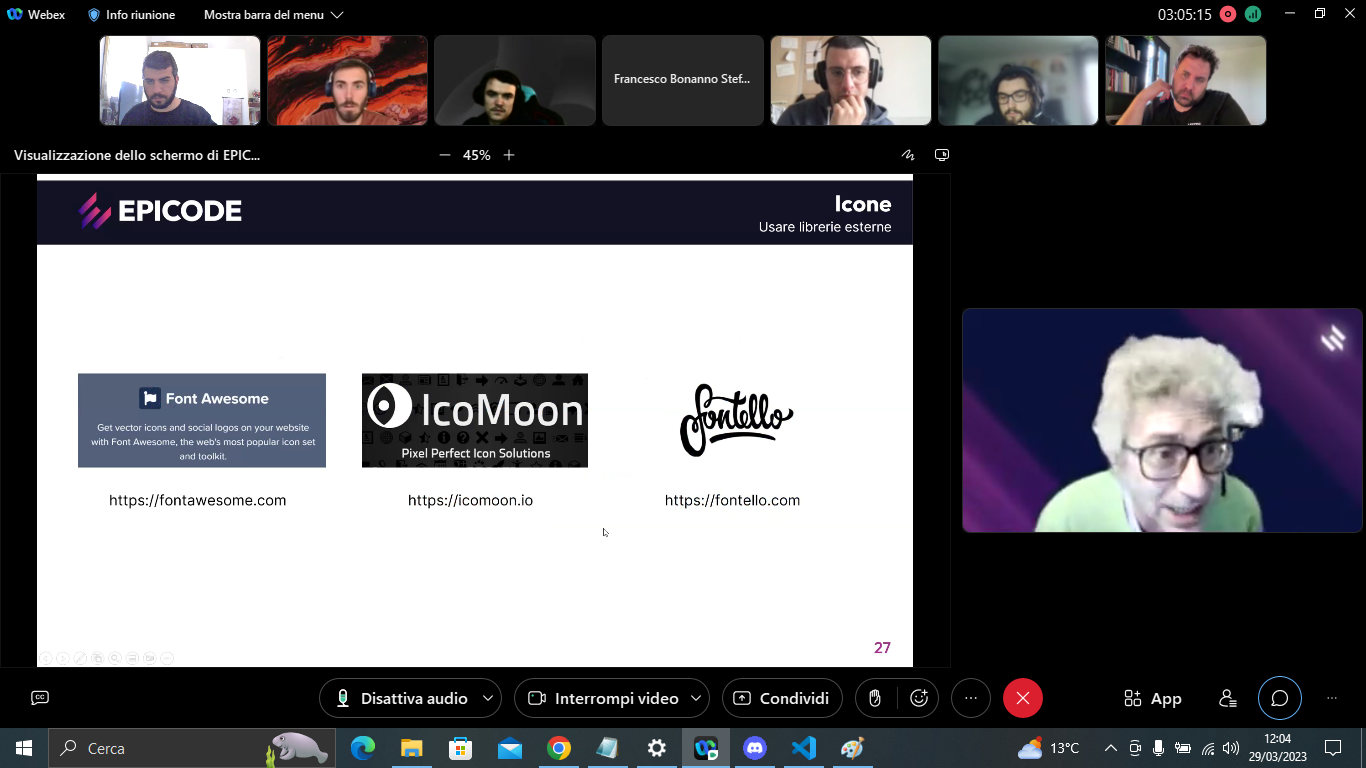 Webex
Info riunione
Mostra barra del menu
03:05:15
Francesco Bonanno Stef...
Visualizzazione dello schermo di EPIC...
45%
EPICODE
Icone
Usare librerie esterne
Font Awesome
Get vector icons and social logos on your website
with Font Awesome, the web's most popular icon set
and toolkit.
IcoMoon
Pixel Perfect Icon Solutions
fontello
https://fontawesome.com
https://icomoon.io
https://fontello.com
27
CC
Disattiva audio
Interrompi video
Condividi
App
Cerca
13°C
12:04
29/03/2023